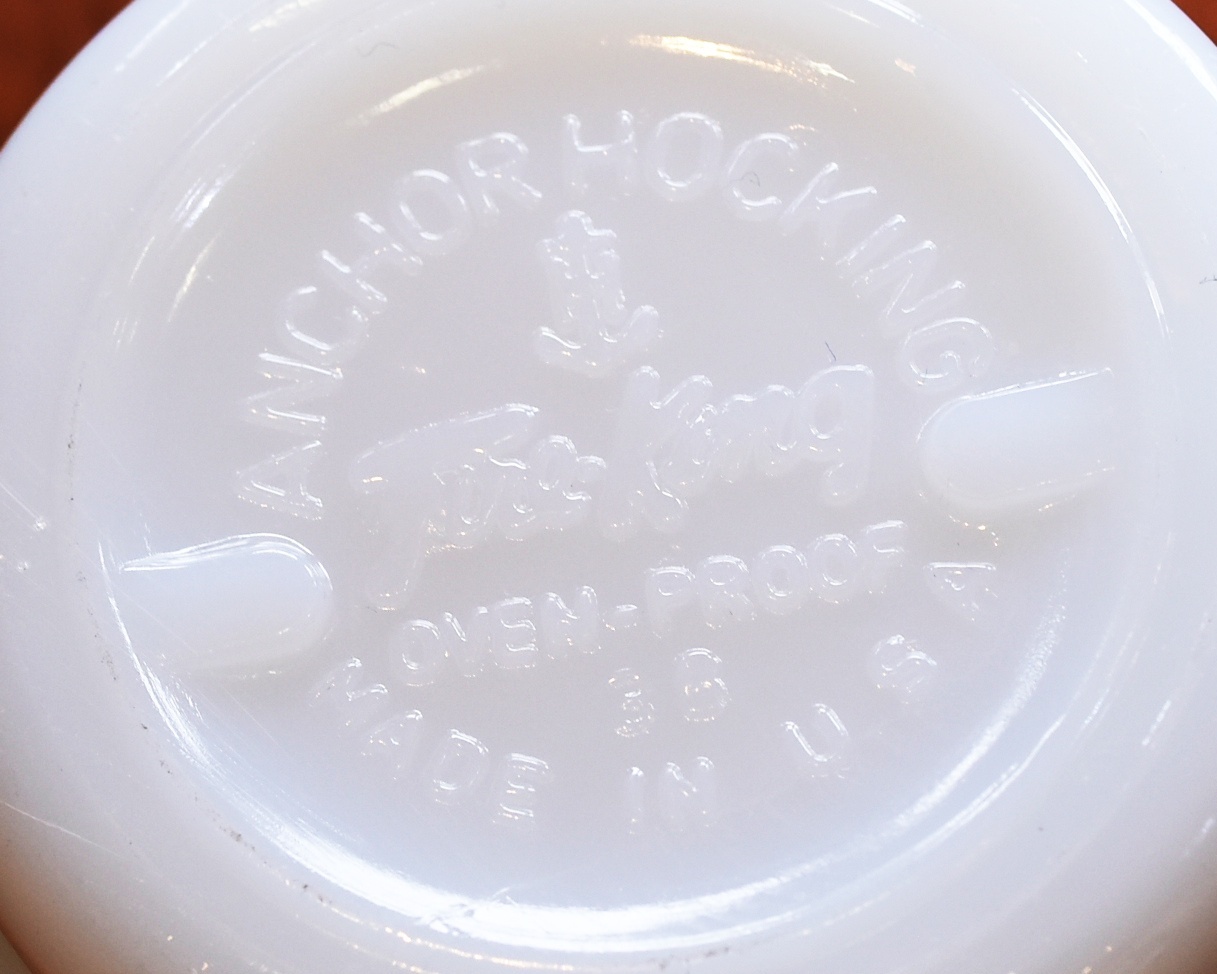 ANCHOR HOCKING
Fire King
OVEN-PROOF
MADE IN U S A